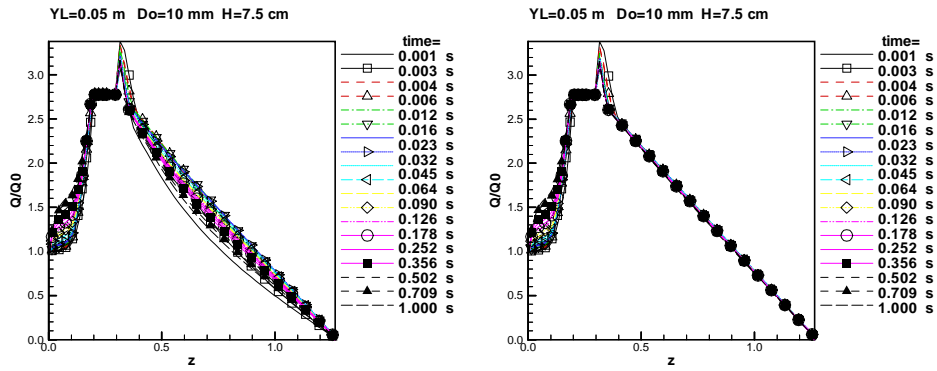 YL=0.05 m Do=10 mm H=7.5 cm
time=
0.001 s
0.003 s
0.004 s
0.006 s
0.012 s
0.016 s
0.023 s
0.032 s
0.045 s
0.064 s
0.090 s
0.126 s
0.178 s
0.252 s
0.356 s
0.502 s
0.709 s
1.000 s
Q/Q0
3.0
2.5
2.0
1.5
1.0
0.5
0.0
0.0 0.5 1.0
z
YL=0.05 m Do=10 mm H=7.5 cm
time=
0.001 s
0.003 s
0.004 s
0.006 s
0.012 s
0.016 s
0.023 s
0.032 s
0.045 s
0.064 s
0.090 s
0.126 s
0.178 s
0.252 s
0.356 s
0.502 s
0.709 s
1.000 s
Q/Q0
3.0
2.5
2.0
1.5
1.0
0.5
0.0
0.0 0.5 1.0
z